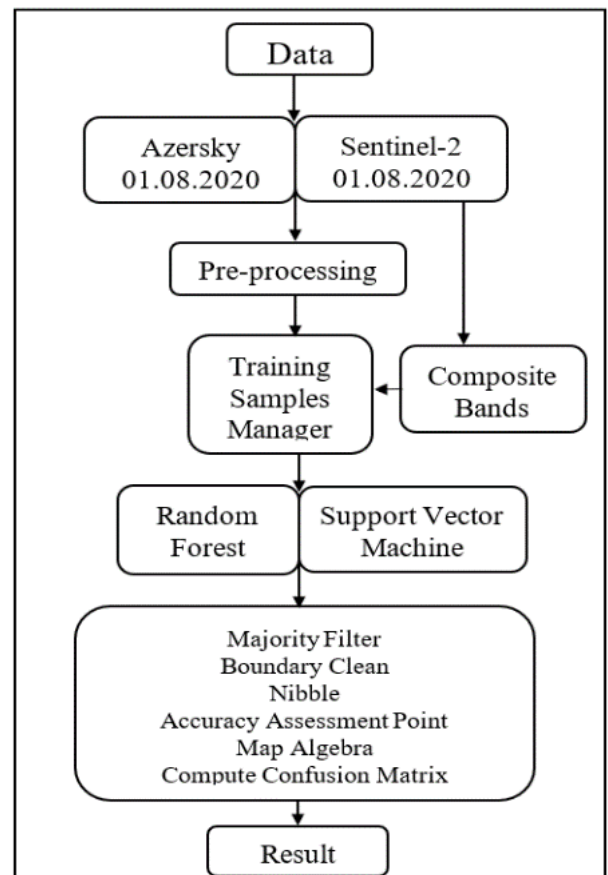 Data
Azersky
01.08.2020
Sentinel-2
01.08.2020
Pre-processing
Training
Samples
Manager
Composite
Bands
Random
Forest
Support Vector
Machine
Majority Filter
Boundary Clean
Nibble
Accuracy Assessment Point
Map Algebra
Compute Confusion Matrix
Result